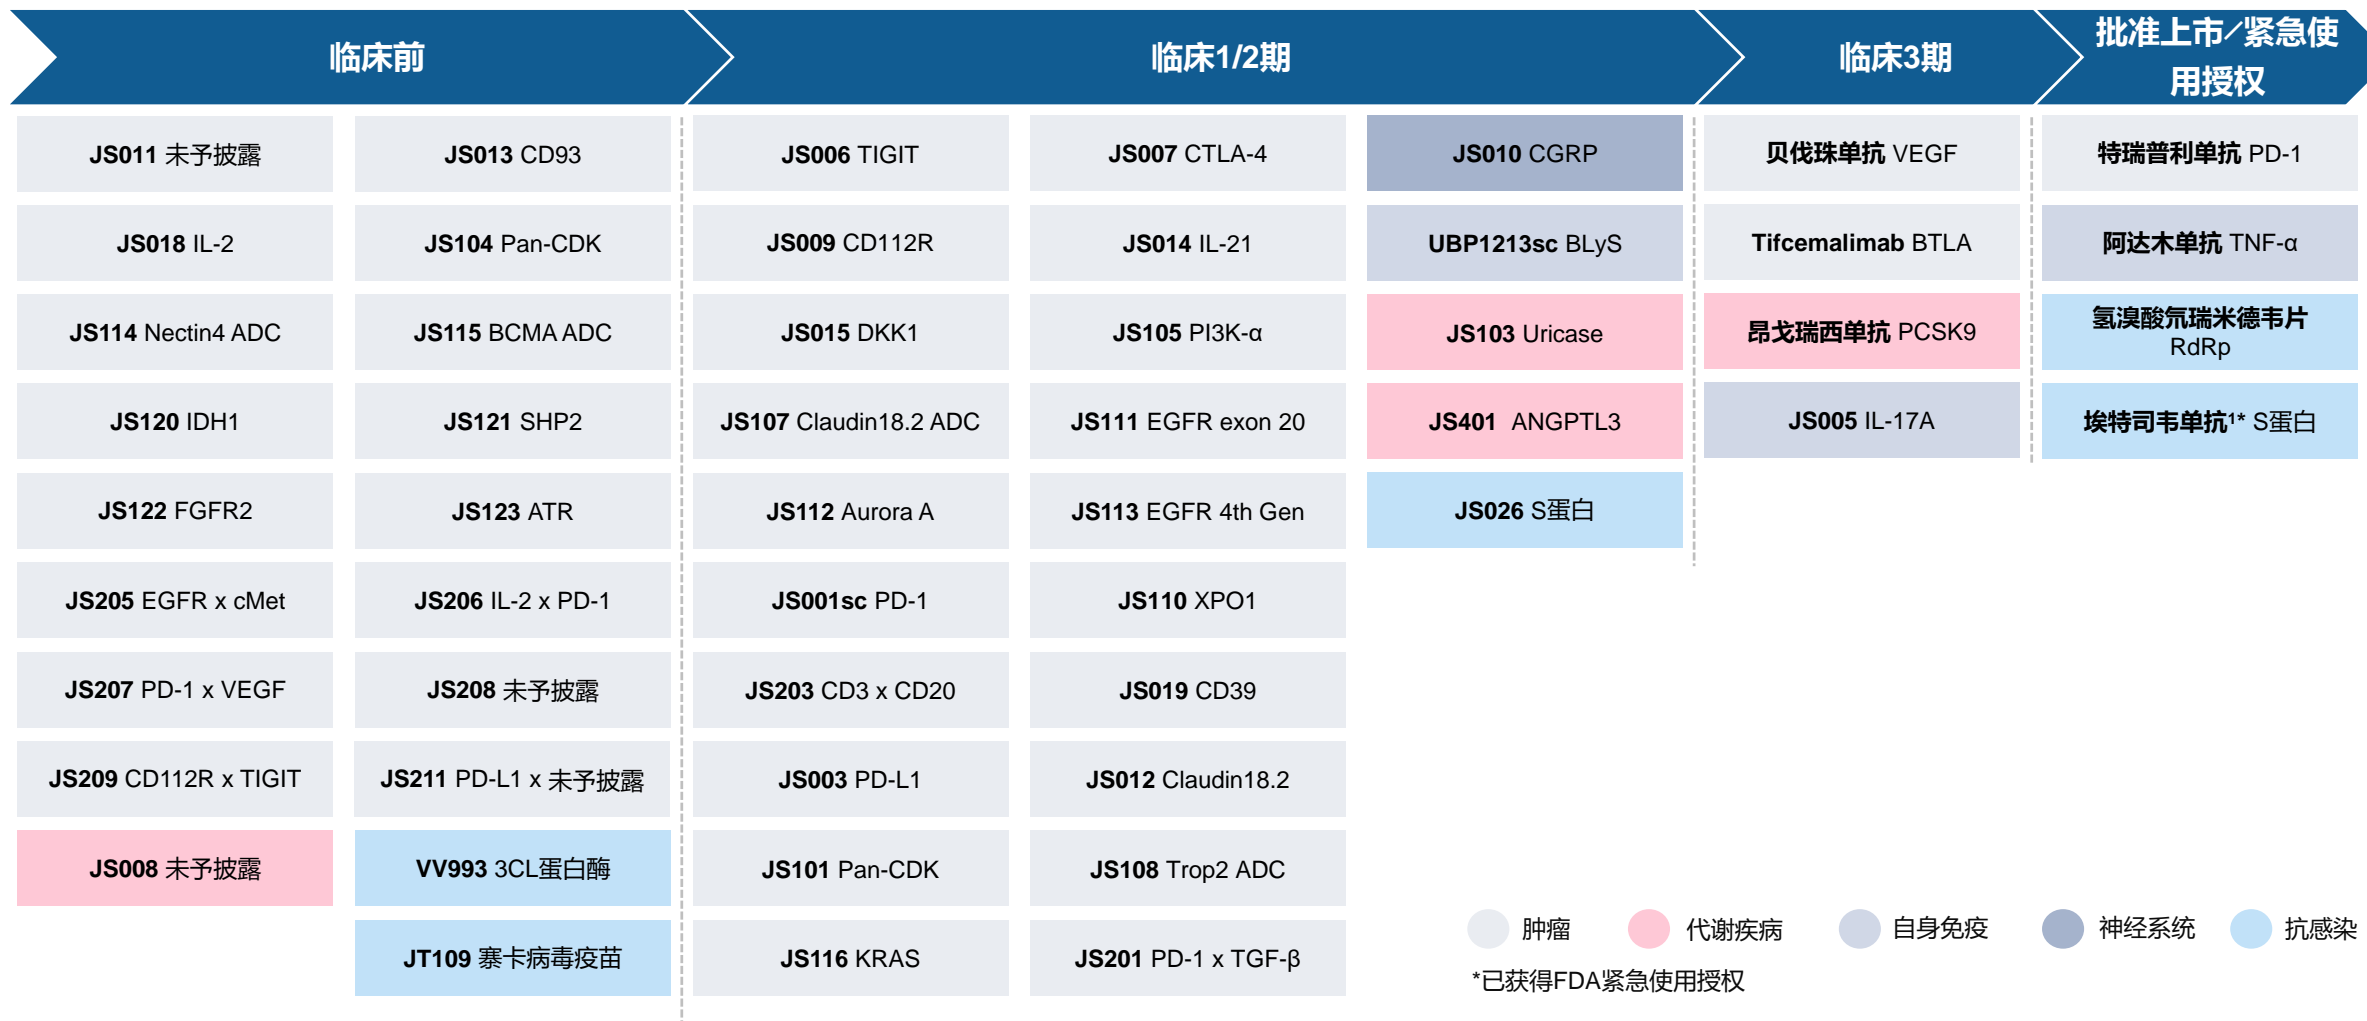 临床前
临床1/2期
临床3期
批准上市/紧急使
用授权
JS011 未予披露
JS013 CD93
JS006 TIGIT
JS007 CTLA-4
JS010 CGRP
贝伐珠单抗 VEGF
特瑞普利单抗 PD-1
JS018 IL-2
JS104 Pan-CDK
JS009 CD112R
JS014 IL-21
UBP1213sc BLyS
Tifcemalimab BTLA
阿达木单抗 TNF-α
JS114 Nectin4 ADC
JS115 BCMA ADC
JS015 DKK1
JS105 PI3K-α
JS103 Uricase
昂戈瑞西单抗 PCSK9
氢溴酸氘瑞米德韦片
RdRp
JS120 IDH1
JS121 SHP2
JS107 Claudin18.2 ADC
JS111 EGFR exon 20
JS401 ANGPTL3
JS005 IL-17A
埃特司韦单抗¹* S蛋白
JS122 FGFR2
JS123 ATR
JS112 Aurora A
JS113 EGFR 4th Gen
JS026 S蛋白
JS205 EGFR x cMet
JS206 IL-2 x PD-1
JS001sc PD-1
JS110 XPO1
JS207 PD-1 x VEGF
JS208 未予披露
JS203 CD3 x CD20
JS019 CD39
JS209 CD112R x TIGIT
JS211 PD-L1 x 未予披露
JS003 PD-L1
JS012 Claudin18.2
JS008 未予披露
VV993 3CL蛋白酶
JS101 Pan-CDK
JS108 Trop2 ADC
JT109 寨卡病毒疫苗
JS116 KRAS
JS201 PD-1 x TGF-β
肿瘤
代谢疾病
自身免疫
神经系统
抗感染
*已获得FDA紧急使用授权